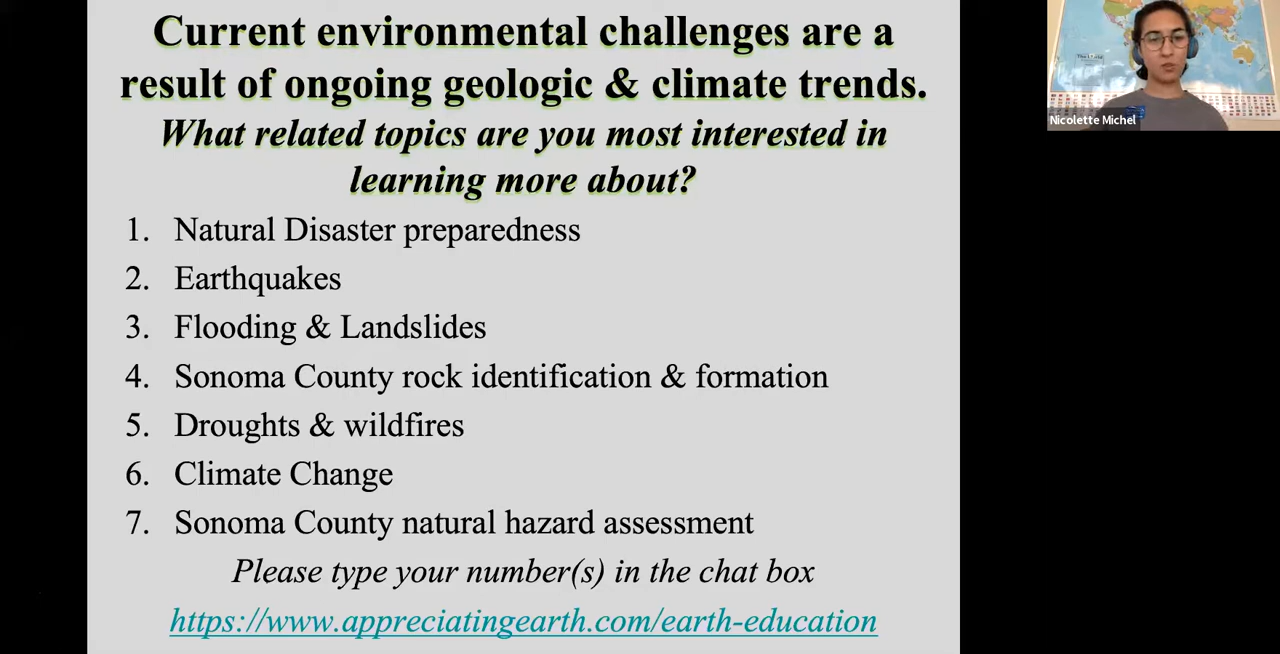 Current environmental challenges are a
result of ongoing geologic & climate trends.
What related topics are you most interested in
learning more about?
1. Natural Disaster preparedness
2. Earthquakes
3. Flooding & Landslides
4. Sonoma County rock identification & formation
5. Droughts & wildfires
6. Climate Change
7. Sonoma County natural hazard assessment
Please type your number(s) in the chat box
https://www.appreciatingearth.com/earth-education
Nicolette Michel